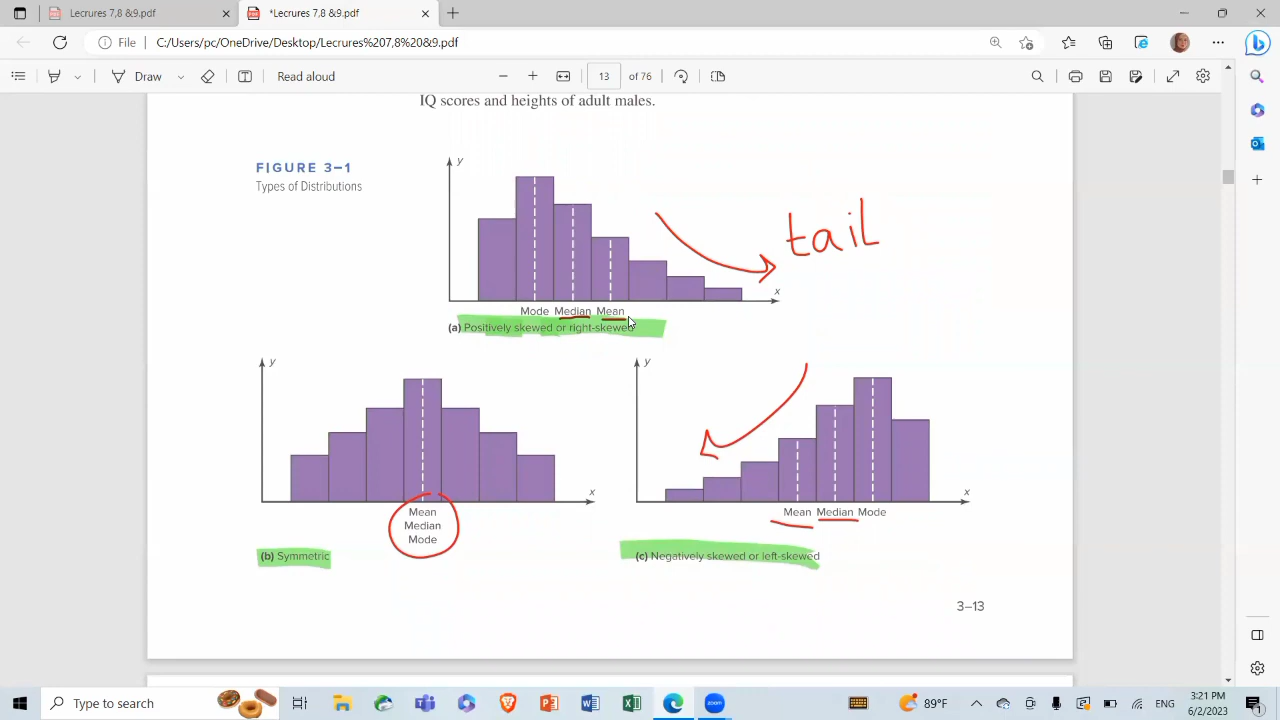 Lecrures 7,8 &9.pdf
*Lecrures 7,8 &9.pdf
File C:/Users/pc/OneDrive/Desktop/Lecrures%207,8%20&9.pdf
Draw
Read aloud
13 of 76
IQ scores and heights of adult males.
FIGURE 3–1
Types of Distributions
y
tail
x
Mode Median Mean
(a) Positively skewed or right-skewed
y
x
Mean
Median
Mode
(b) Symmetric
y
x
Mean Median Mode
(c) Negatively skewed or left-skewed
3–13
Type to search
89°F
ENG
3:21 PM
6/2/2023
zoom